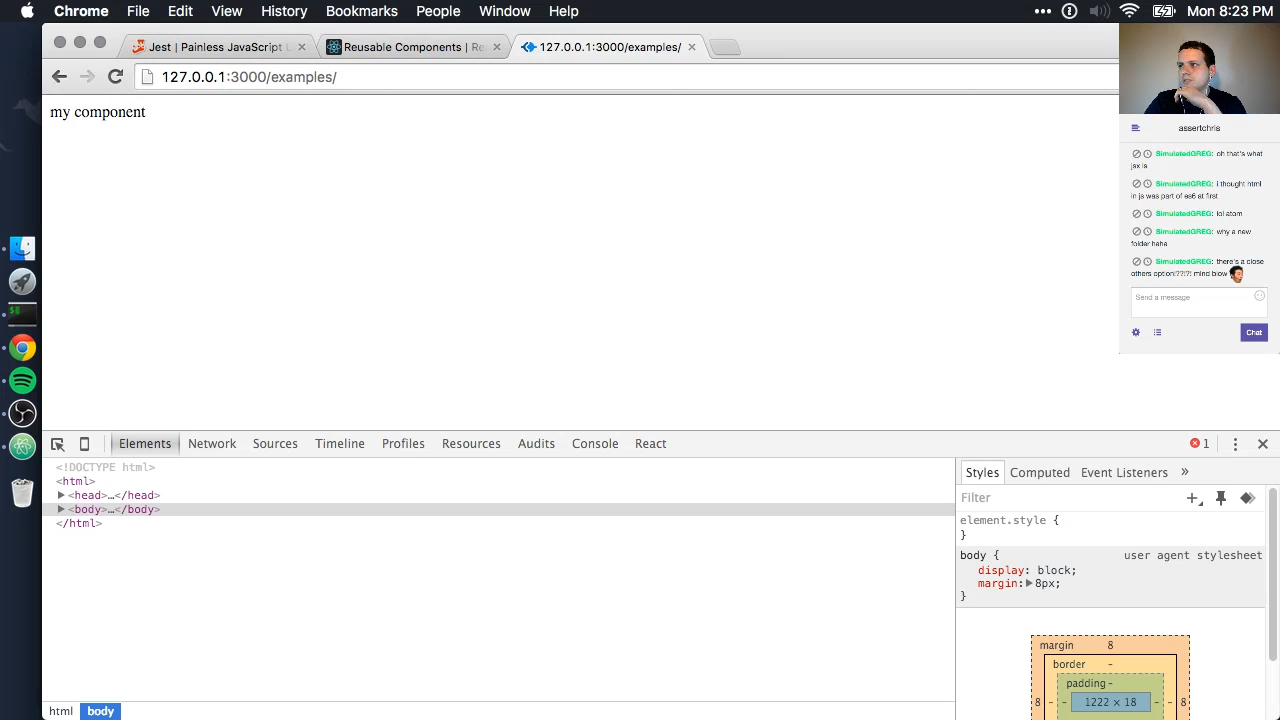 Chrome File Edit View History Bookmarks People Window Help
Mon 8:23 PM
Jest | Painless JavaScript
Reusable Components | Re
127.0.0.1:3000/examples/
127.0.0.1:3000/examples/
my component
assertchris
SimulatedGREG: oh that's what
jsx is
SimulatedGREG: i thought html
in js was part of es6 at first
SimulatedGREG: lol atom
SimulatedGREG: why a new
folder haha
SimulatedGREG: there's a close
others option!??!?! mind blow
Send a message
Chat
Elements Network Sources Timeline Profiles Resources Audits Console React
1
<!DOCTYPE html>
<html>
<head>…</head>
<body>…</body>
</html>
html body
Styles Computed Event Listeners »
Filter
element.style {
}
body { user agent stylesheet
display: block;
margin: 8px;
}
margin 8
border -
padding -
8 - - 1222 × 18 - - 8